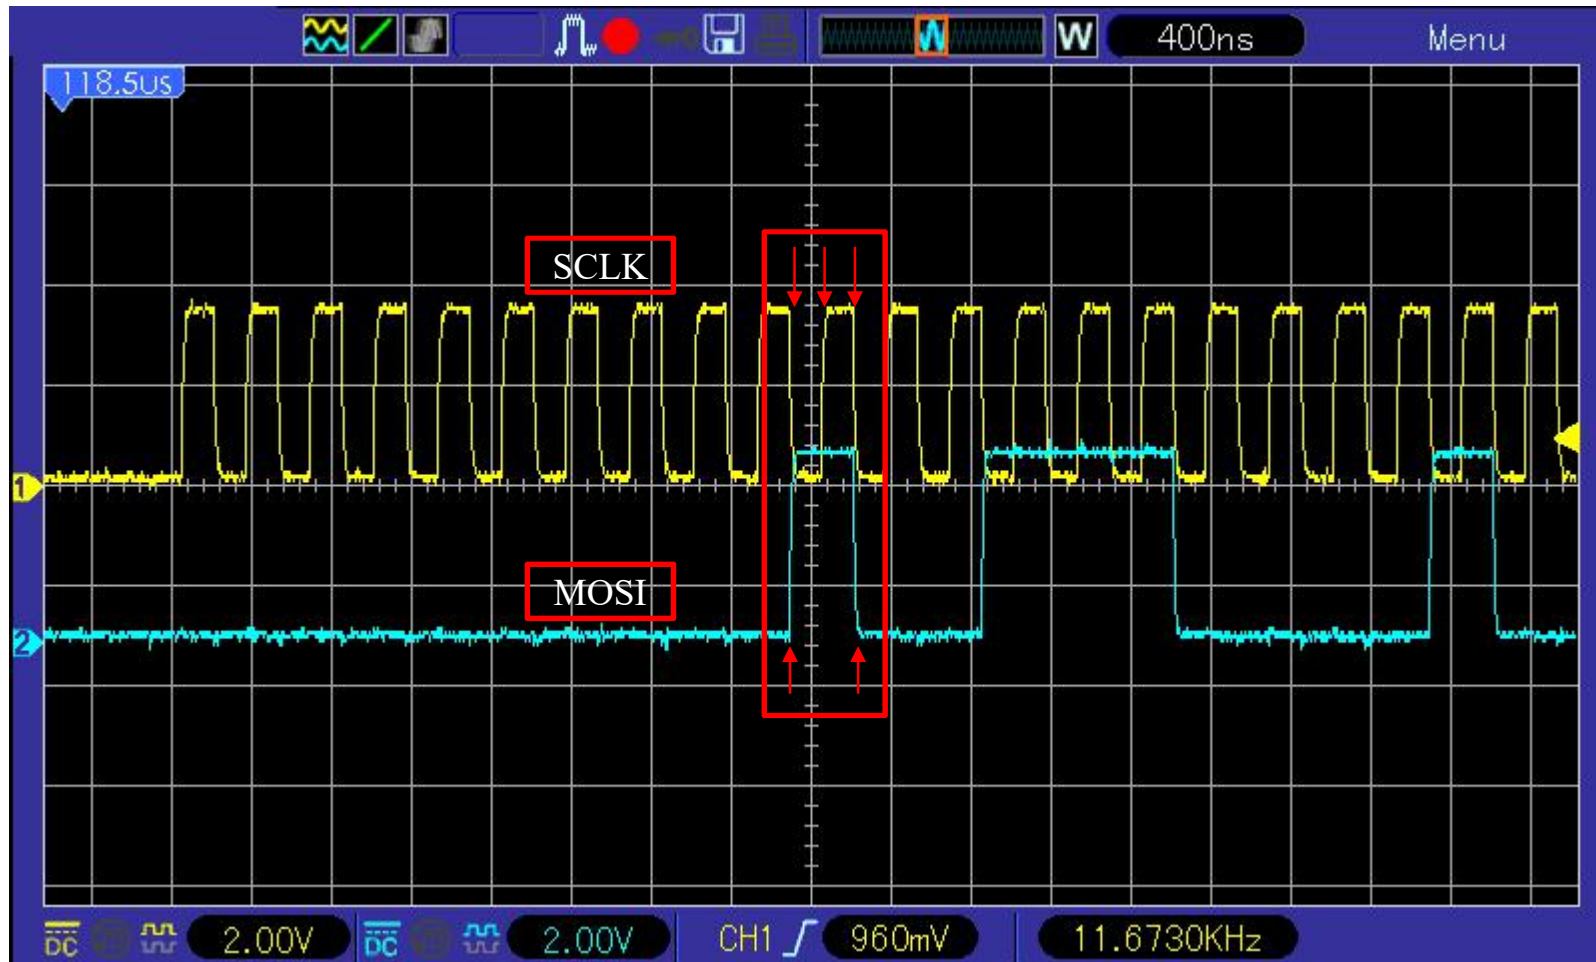 W 400ns Menu
118.5us
SCLK
1
MOSI
2
DC 2.00V DC 2.00V CH1 960mV 11.6730KHz